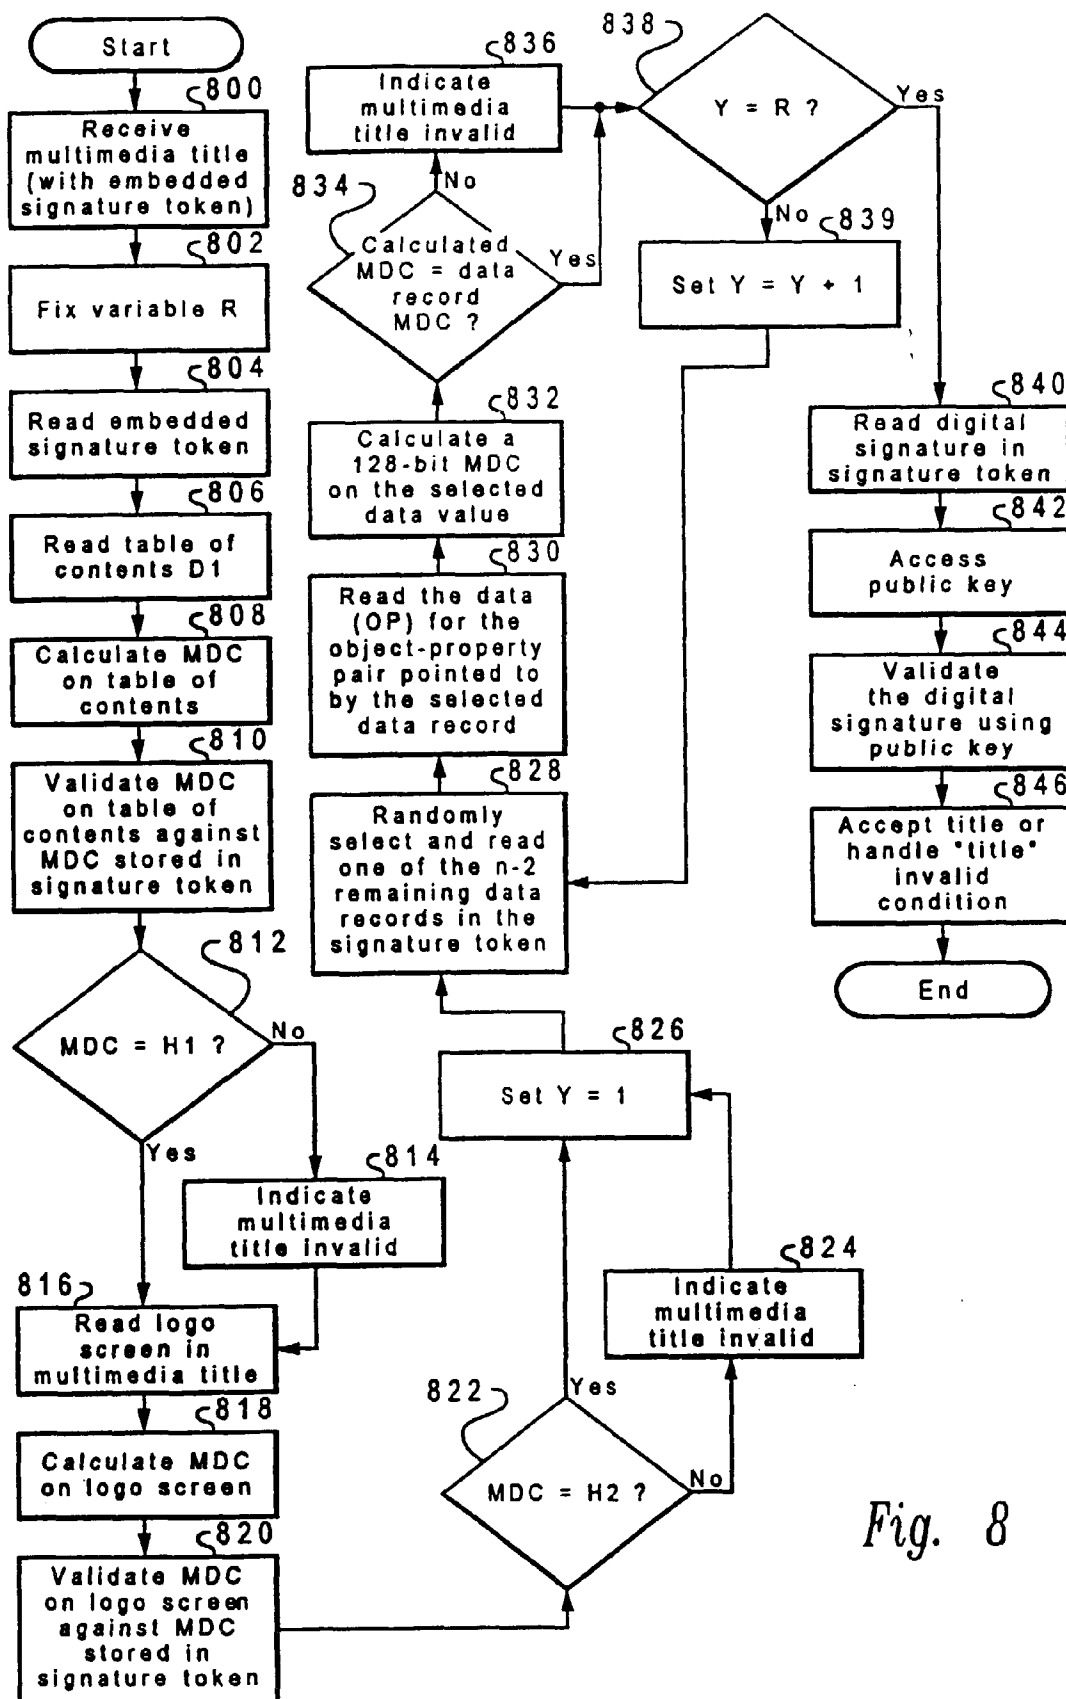 Start
800
Receive
multimedia title
(with embedded
signature token)
802
Fix variable R
804
Read embedded
signature token
806
Read table of
contents D1
808
Calculate MDC
on table of
contents
810
Validate MDC
on table of
contents against
MDC stored in
signature token
812
MDC = H1 ?
No
Yes
814
Indicate
multimedia
title invalid
816
Read logo
screen in
multimedia title
818
Calculate MDC
on logo screen
820
Validate MDC
on logo screen
against MDC
stored in
signature token
822
MDC = H2 ?
No
Yes
824
Indicate
multimedia
title invalid
826
Set Y = 1
828
Randomly
select and read
one of the n-2
remaining data
records in the
signature token
830
Read the data
(OP) for the
object-property
pair pointed to
by the selected
data record
832
Calculate a
128-bit MDC
on the selected
data value
834
Calculated
MDC = data
record
MDC ?
No
Yes
836
Indicate
multimedia
title invalid
838
Y = R ?
Yes
No
839
Set Y = Y + 1
840
Read digital
signature in
signature token
842
Access
public key
844
Validate
the digital
signature using
public key
846
Accept title or
handle "title"
invalid
condition
End
Fig. 8